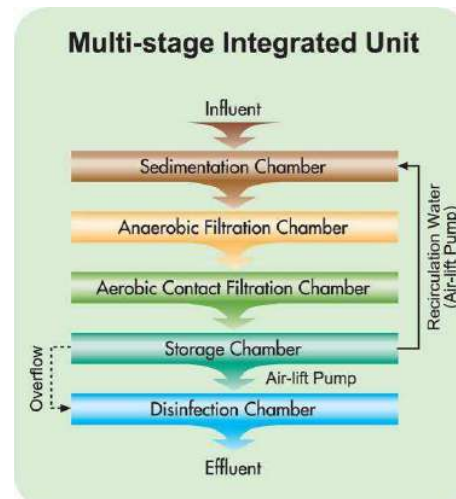 Multi-stage Integrated Unit
Influent
Sedimentation Chamber
Anaerobic Filtration Chamber
Aerobic Contact Filtration Chamber
Storage Chamber
Air-lift Pump
Disinfection Chamber
Effluent
Overflow
Recirculation Water
(Air-lift Pump)